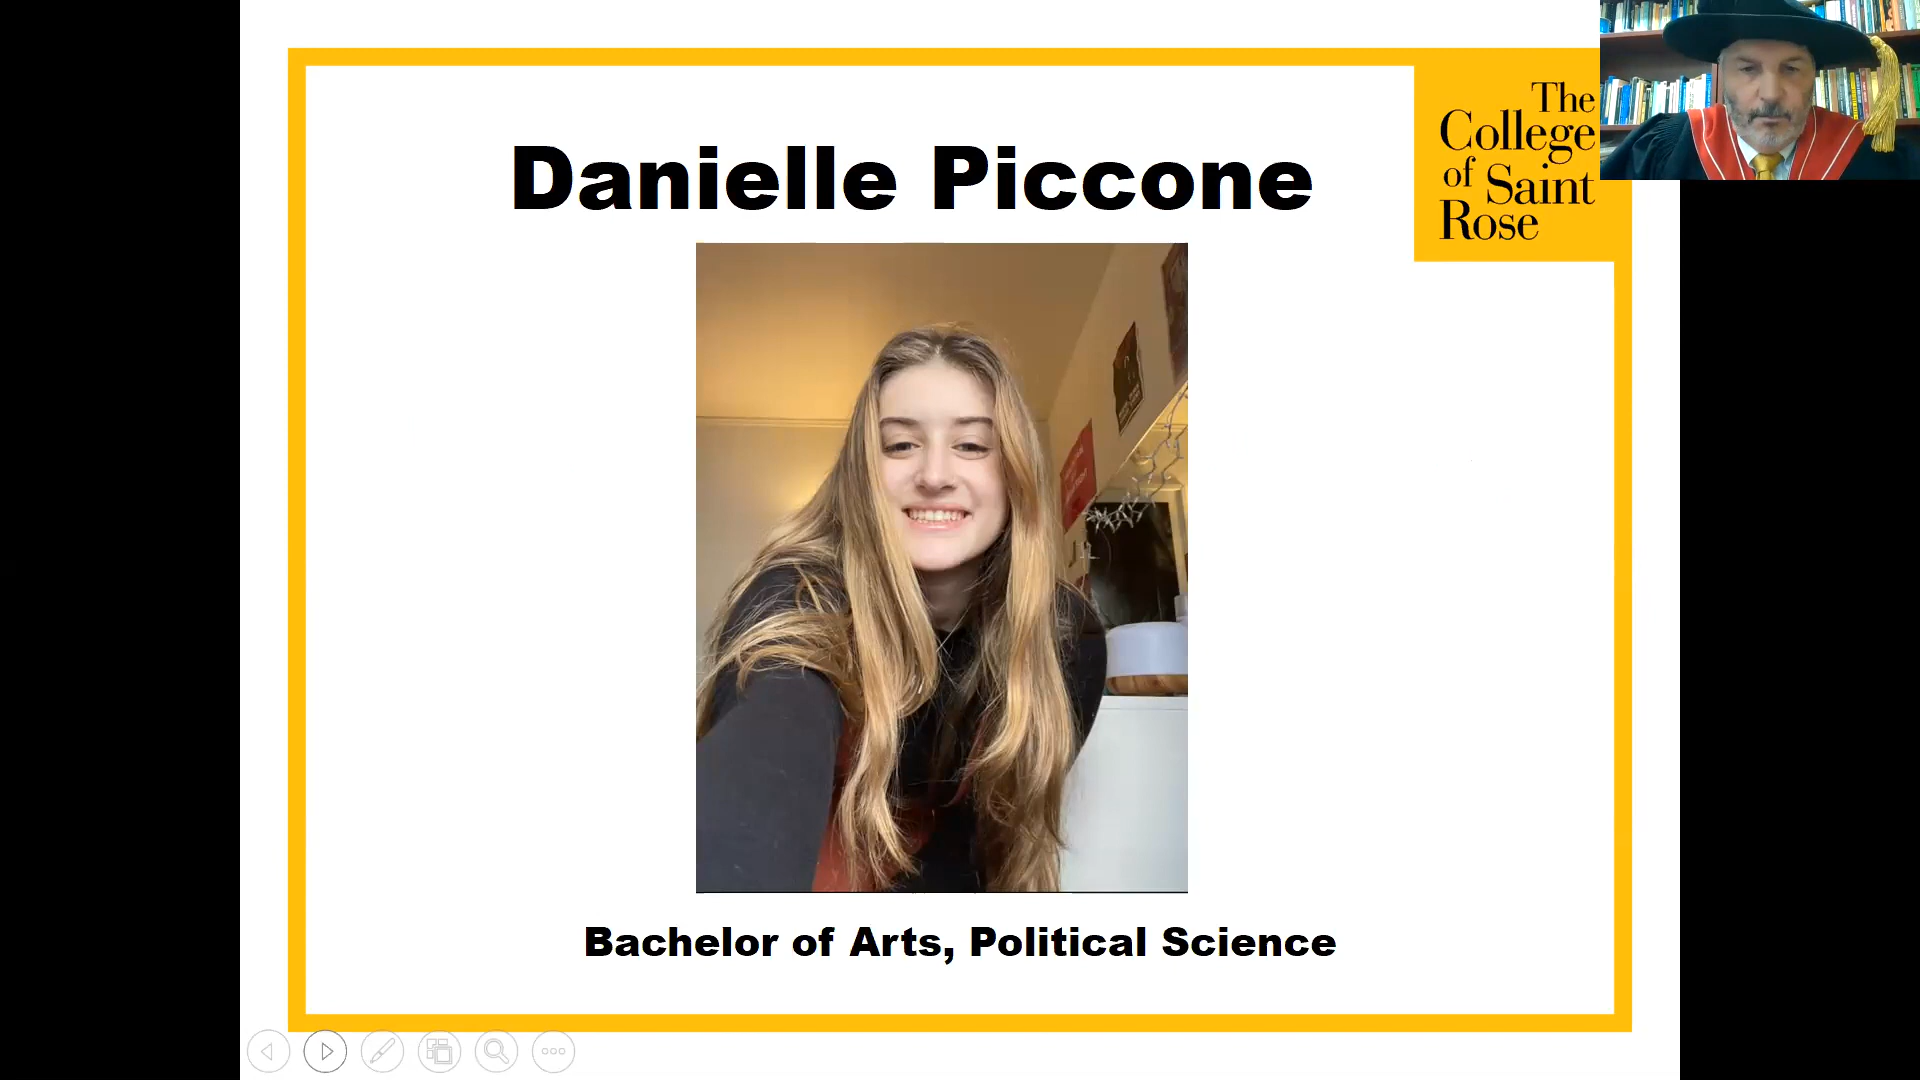 Danielle Piccone
The
College
of Saint
Rose
Bachelor of Arts, Political Science